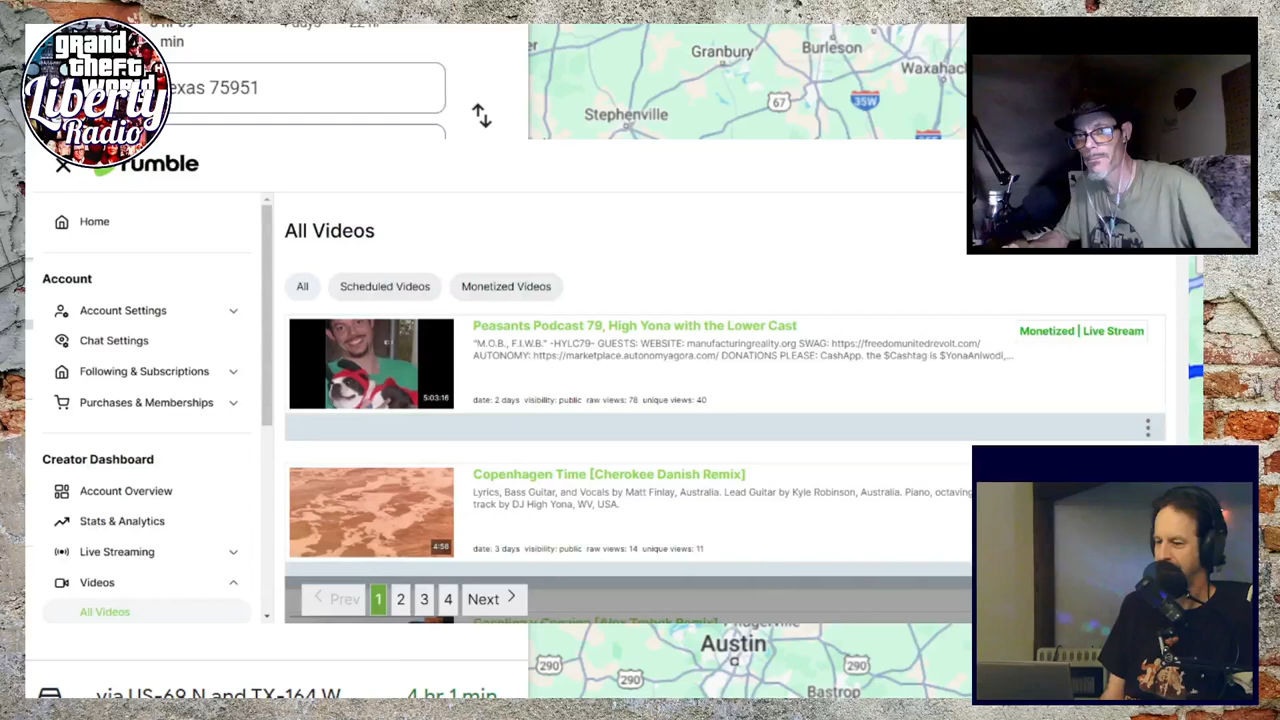 grand
theft
world
Liberty
Radio
min
exas 75951
Granbury
Burleson
Waxahac
Stephenville
67
35W
rumble
Home
Account
Account Settings
Chat Settings
Following & Subscriptions
Purchases & Memberships
Creator Dashboard
Account Overview
Stats & Analytics
Live Streaming
Videos
All Videos
All Videos
All
Scheduled Videos
Monetized Videos
Peasants Podcast 79, High Yona with the Lower Cast
Monetized | Live Stream
"M.O.B., F.I.W.B." -HYLC79- GUESTS: WEBSITE: manufacturingreality.org SWAG: https://freedomunitedrevolt.com/
AUTONOMY: https://marketplace.autonomyagora.com/ DONATIONS PLEASE: CashApp. the $Cashtag is $YonaAniwodi,...
5:03:16
date: 2 days visibility: public raw views: 78 unique views: 40
Copenhagen Time [Cherokee Danish Remix]
Lyrics, Bass Guitar, and Vocals by Matt Finlay, Australia. Lead Guitar by Kyle Robinson, Australia. Piano, octaving
track by DJ High Yona, WV, USA.
4:58
date: 3 days visibility: public raw views: 14 unique views: 11
Prev 1 2 3 4 Next
Austin
290
290
290
Bastrop
via US-69 N and TX-164 W
4 hr 1 min